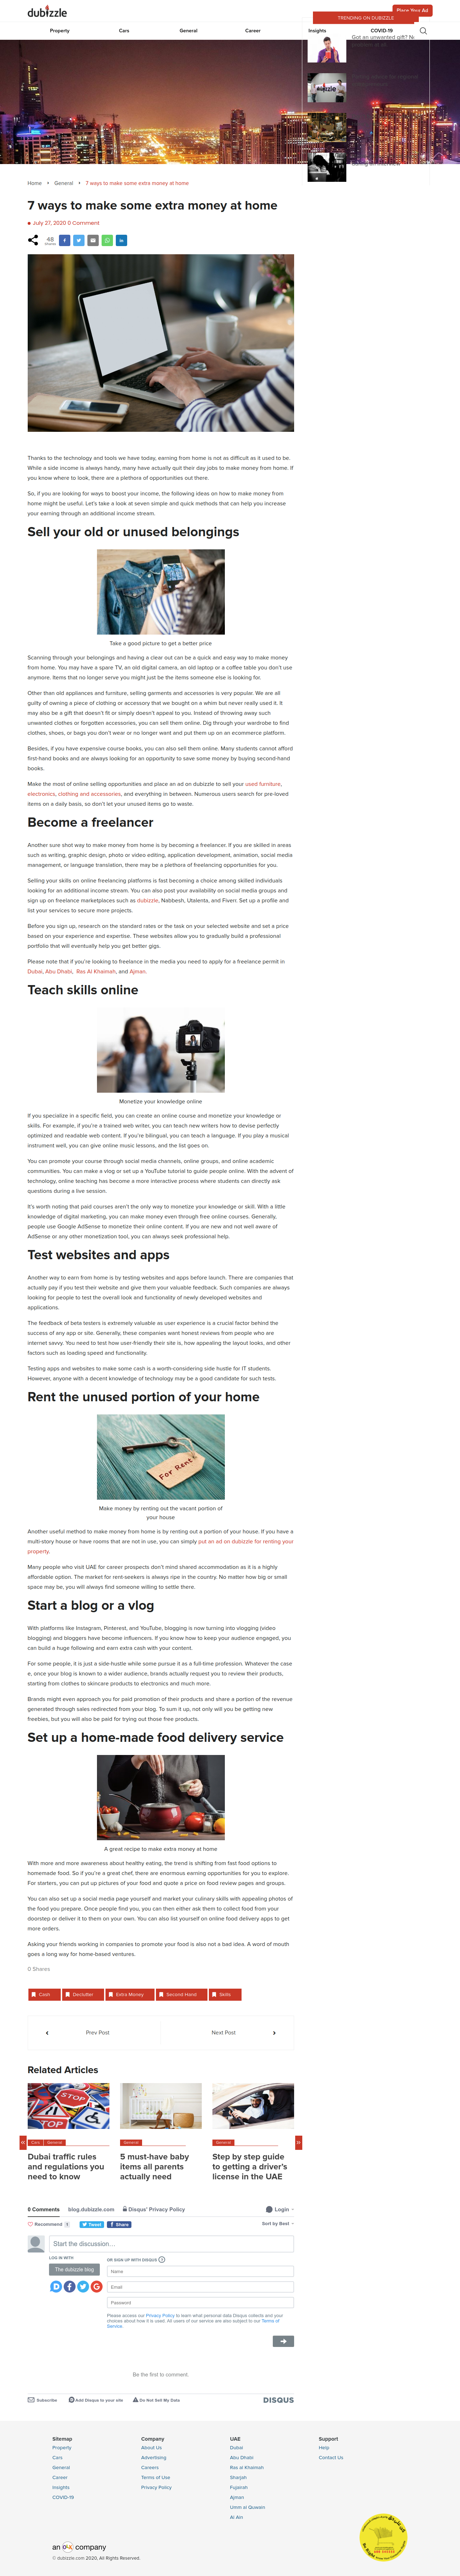 dubizzle
Place Your Ad
TRENDING ON DUBIZZLE
Property
Cars
General
Career
Insights
COVID-19
Got an unwanted gift?
Home • General • 7 ways to make some extra money at home
7 ways to make some extra money at home
July 27, 2020 0 Comment
48
Shares
Thanks to the technology and tools we have today, earning from home is not as difficult as it used to be.
While a side income is always handy, many have actually quit their day jobs to make money from home. If
you know where to look, there are a plethora of opportunities out there.
So, if you are looking for ways to boost your income, the following ideas on how to make money from
home might be useful. Let's take a look at seven simple and quick methods that can help you increase
your earning through an additional income stream.
Sell your old or unused belongings
Take a good picture to get a better price
Scanning through your belongings and having a clear out can be a quick and easy way to make money
from home. You may have a spare TV, an old digital camera, an old laptop or a coffee table you don't use
anymore. Items that no longer serve you might just be the items someone else is looking for.
Other than old appliances and furniture, selling garments and accessories is very popular. We are all
guilty of owning a piece of clothing or accessory that we bought on a whim but never really used it. It
may also be a gift that doesn't fit or simply doesn't appeal to you. Instead of throwing away such
unwanted clothes or forgotten accessories, you can sell them online. Dig through your wardrobe to find
clothes, shoes, or bags you don't wear or no longer want and put them up on an ecommerce platform.
Besides, if you have expensive course books, you can also sell them online. Many students cannot afford
first-hand books and are always looking for an opportunity to save some money by buying second-hand
books.
Make the most of online selling opportunities and place an ad on dubizzle to sell your used furniture,
electronics, clothing and accessories, and everything in between. Numerous users search for pre-loved
items on a daily basis, so don't let your unused items go to waste.
Become a freelancer
Another sure shot way to make money from home is by becoming a freelancer. If you are skilled in areas
such as writing, graphic design, photo or video editing, application development, animation, social media
management, or language translation, there may be a plethora of freelancing opportunities for you.
Selling your skills on online freelancing platforms is fast becoming a choice among skilled individuals
looking for an additional income stream. You can also post your availability on social media groups and
sign up on freelance marketplaces such as dubizzle, Nabbesh, Utalenta, and Fiverr. Set up a profile and
list your services to secure more projects.
Before you sign up, research on the standard rates or the task on your selected website and set a price
based on your experience and expertise. These websites allow you to gradually build a professional
portfolio that will eventually help you get better gigs.
Please note that if you're looking to freelance in the media you need to apply for a freelance permit in
Dubai, Abu Dhabi, Ras Al Khaimah, and Ajman.
Teach skills online
Monetize your knowledge online
If you specialize in a specific field, you can create an online course and monetize your knowledge or
skills. For example, if you're a trained web writer, you can teach new writers how to devise perfectly
optimized and readable web content. If you're bilingual, you can teach a language. If you play a musical
instrument well, you can give online music lessons, and the list goes on.
You can promote your course through social media channels, online groups, and online academic
communities. You can make a vlog or set up a YouTube tutorial to guide people online. With the advent of
technology, online teaching has become a more interactive process where students can directly ask
questions during a live session.
It's worth noting that paid courses aren't the only way to monetize your knowledge or skill. With a little
knowledge of digital marketing, you can make money even through free online courses. Generally,
people use Google AdSense to monetize their online content. If you are new and not well aware of
AdSense or any other monetization tool, you can always seek professional help.
Test websites and apps
Another way to earn from home is by testing websites and apps before launch. There are companies that
actually pay if you test their website and give them your valuable feedback. Such companies are always
looking for people to test the overall look and functionality of newly developed websites and
applications.
The feedback of beta testers is extremely valuable as user experience is a crucial factor behind the
success of any app or site. Generally, these companies want honest reviews from people who are
internet savvy. You need to test how user-friendly their site is, how appealing the layout looks, and other
factors such as loading speed and functionality.
Testing apps and websites to make some cash is a worth-considering side hustle for IT students.
However, anyone with a decent knowledge of technology may be a good candidate for such tests.
Rent the unused portion of your home
For Rent
Make money by renting out the vacant portion of
your house
Another useful method to make money from home is by renting out a portion of your house. If you have a
multi-story house or have rooms that are not in use, you can simply put an ad on dubizzle for renting your
property.
Many people who visit UAE for career prospects don't mind shared accommodation as it is a highly
affordable option. The market for rent-seekers is always ripe in the country. No matter how big or small
space may be, you will always find someone willing to settle there.
Start a blog or a vlog
With platforms like Instagram, Pinterest, and YouTube, blogging is now turning into vlogging (video
blogging) and bloggers have become influencers. If you know how to keep your audience engaged, you
can build a huge following and earn extra cash with your content.
For some people, it is just a side-hustle while some pursue it as a full-time profession. Whatever the case
e, once your blog is known to a wider audience, brands actually request you to review their products,
starting from clothes to skincare products to electronics and much more.
Brands might even approach you for paid promotion of their products and share a portion of the revenue
generated through sales redirected from your blog. To sum it up, not only will you be getting new
freebies, but you will also be paid for trying out those free products.
Set up a home-made food delivery service
A great recipe to make extra money at home
With more and more awareness about healthy eating, the trend is shifting from fast food options to
homemade food. So if you're a great chef, there are enormous earning opportunities for you to explore.
For starters, you can put up pictures of your food and quote a price on food review pages and groups.
You can also set up a social media page yourself and market your culinary skills with appealing photos of
the food you prepare. Once people find you, you can then either ask them to collect food from your
doorstep or deliver it to them on your own. You can also list yourself on online food delivery apps to get
more orders.
Asking your friends working in companies to promote your food is also not a bad idea. A word of mouth
goes a long way for home-based ventures.
0 Shares
Cash
Declutter
Extra Money
Second Hand
Skills
Prev Post
Next Post
Related Articles
STOP
Cars General
Dubai traffic rules
and regulations you
need to know
General
5 must-have baby
items all parents
actually need
General
Step by step guide
to getting a driver's
license in the UAE
0 Comments
blog.dubizzle.com
Disqus' Privacy Policy
Login
Recommend 1
Tweet
Share
Sort by Best
Start the discussion…
LOG IN WITH
The dubizzle blog
OR SIGN UP WITH DISQUS ?
Name
Email
Password
Please access our Privacy Policy to learn what personal data Disqus collects and your
choices about how it is used. All users of our service are also subject to our Terms of
Service.
Be the first to comment.
Subscribe
Add Disqus to your site
Do Not Sell My Data
DISQUS
Sitemap
Property
Cars
General
Career
Insights
COVID-19
Company
About Us
Advertising
Careers
Terms of Use
Privacy Policy
UAE
Dubai
Abu Dhabi
Ras al Khaimah
Sharjah
Fujairah
Ajman
Umm al Quwain
Al Ain
Support
Help
Contact Us
an OLX company
© dubizzle.com 2020, All Rights Reserved.